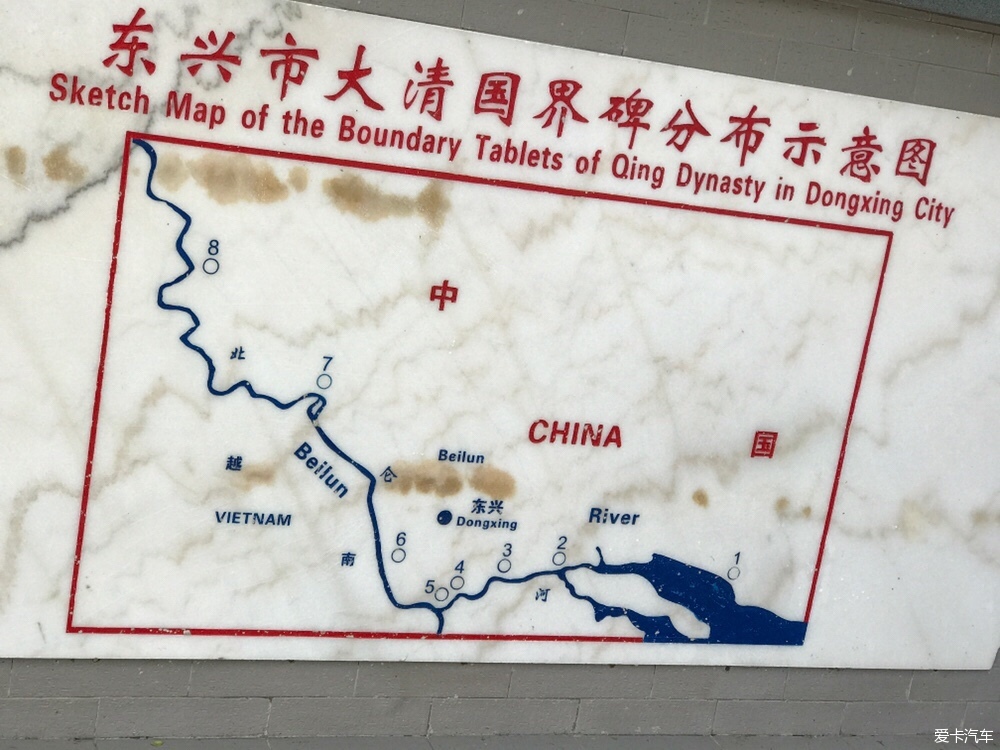 东兴市大清国界碑分布示意图
Sketch Map of the Boundary Tablets of Qing Dynasty in Dongxing City
8
中
北
7
CHINA
国
越
Beilun
仑
Beilun
VIETNAM
东兴
Dongxing
River
南
6
5
4
3
2
1
河
爱卡汽车